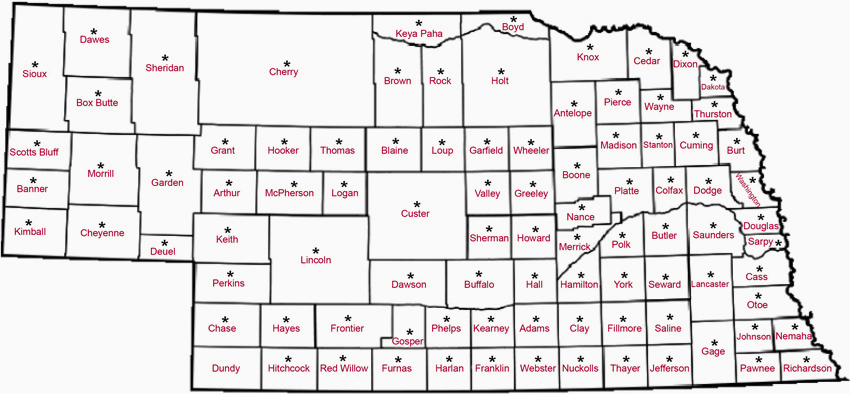 * Boyd
* Keya Paha
* Knox
* Cedar
* Dixon
* Dawes
* Sioux
* Sheridan
* Cherry
* Brown
* Rock
* Holt
* Dakota
* Box Butte
* Antelope
* Pierce
* Wayne
* Thurston
* Scotts Bluff
* Grant
* Hooker
* Thomas
* Blaine
* Loup
* Garfield
* Wheeler
* Madison
* Stanton
* Cuming
* Burt
* Morrill
* Garden
* Boone
* Banner
* Arthur
* McPherson
* Logan
* Custer
* Valley
* Greeley
* Platte
* Colfax
* Dodge
* Washington
* Nance
* Kimball
* Cheyenne
* Deuel
* Keith
* Lincoln
* Sherman
* Howard
* Merrick
* Polk
* Butler
* Saunders
* Douglas
Sarpy *
* Perkins
* Dawson
* Buffalo
* Hall
* Hamilton
* York
* Seward
* Lancaster
* Cass
* Otoe
* Chase
* Hayes
* Frontier
* Gosper
* Phelps
* Kearney
* Adams
* Clay
* Fillmore
* Saline
* Gage
* Johnson
* Nemaha
Dundy
* Hitchcock
* Red Willow
* Furnas
* Harlan
* Franklin
* Webster
* Nuckolls
* Thayer
* Jefferson
* Pawnee
* Richardson